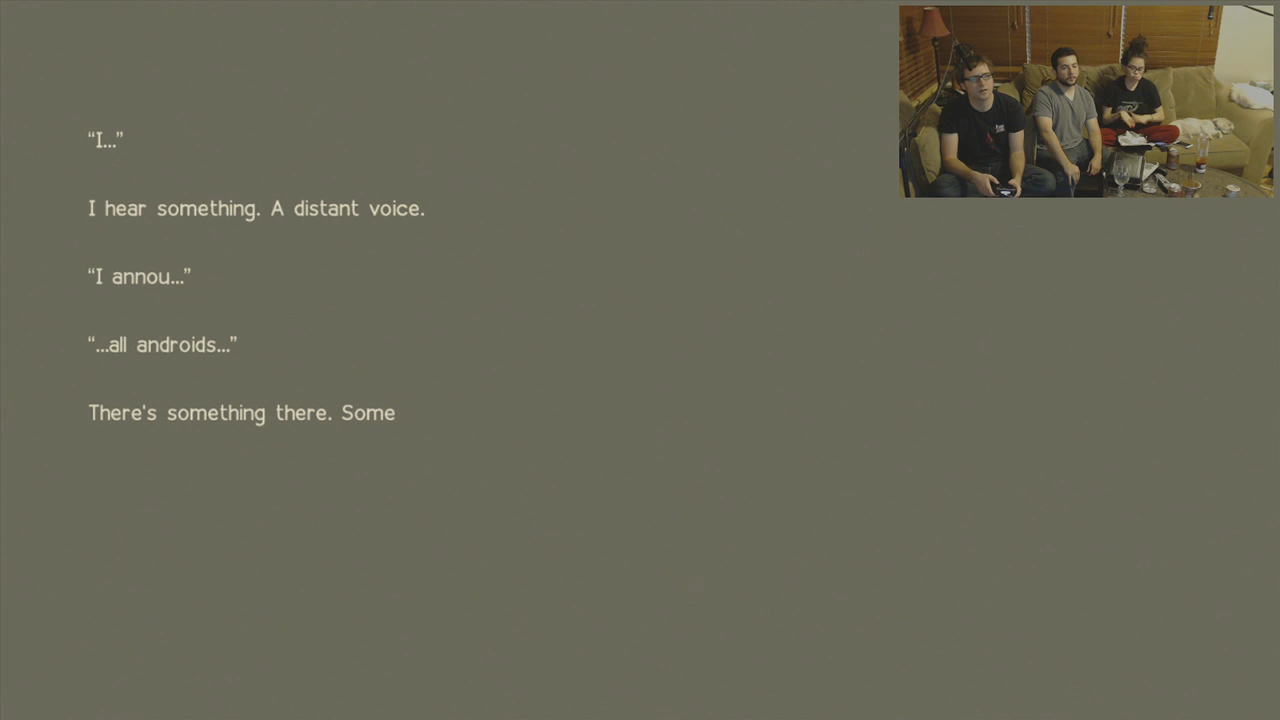 “I...”
I hear something. A distant voice.
“I annou...”
“...all androids...”
There's something there. Some